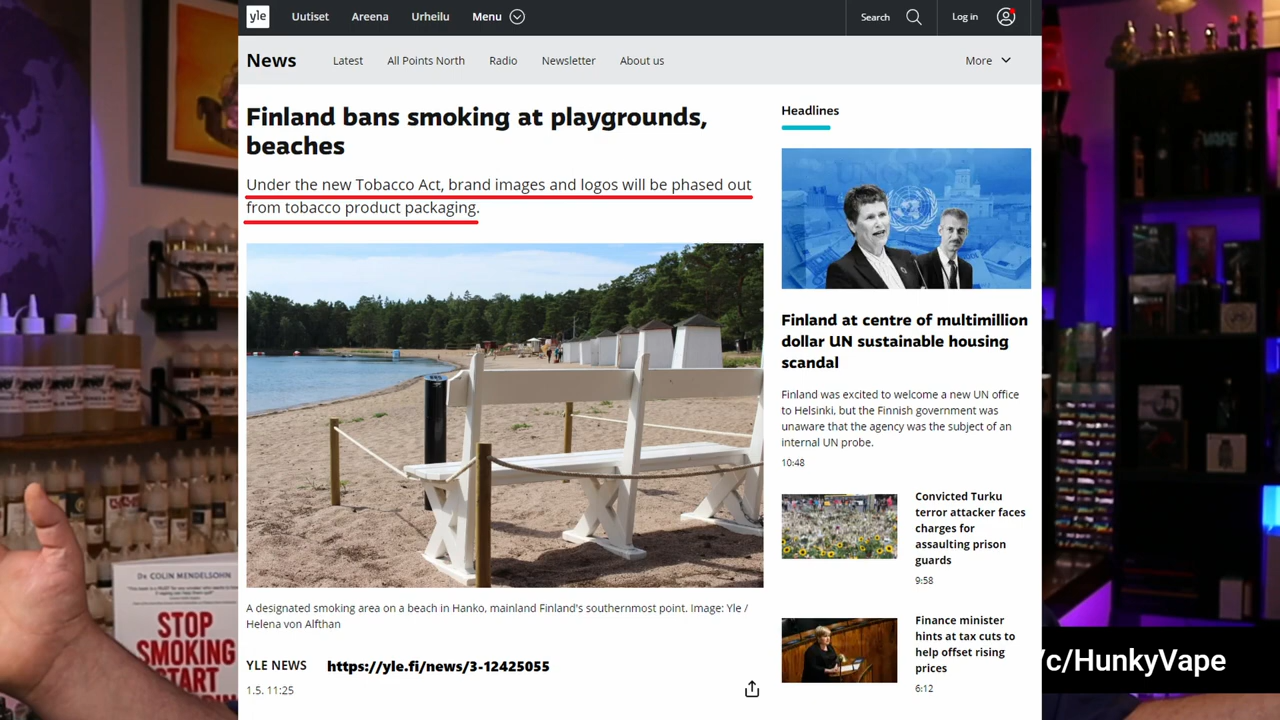 yle
Uutiset
Areena
Urheilu
Menu
Search
Log in
News
Latest
All Points North
Radio
Newsletter
About us
More
Finland bans smoking at playgrounds,
beaches
Under the new Tobacco Act, brand images and logos will be phased out
from tobacco product packaging.
A designated smoking area on a beach in Hanko, mainland Finland's southernmost point. Image: Yle /
Helena von Alfthan
YLE NEWS
https://yle.fi/news/3-12425055
1.5. 11:25
Headlines
Finland at centre of multimillion
dollar UN sustainable housing
scandal
Finland was excited to welcome a new UN office
to Helsinki, but the Finnish government was
unaware that the agency was the subject of an
internal UN probe.
10:48
Convicted Turku
terror attacker faces
charges for
assaulting prison
guards
9:58
Finance minister
hints at tax cuts to
help offset rising
prices
6:12
Dr COLIN MENDELSOHN
STOP
SMOKING
START
VAPE
/c/HunkyVape